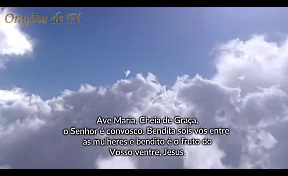 Orações de Fé
Ave Maria, Cheia de Graça,
o Senhor é convosco. Bendita sois vós entre
as mulheres e bendito é o fruto do
Vosso ventre, Jesus.